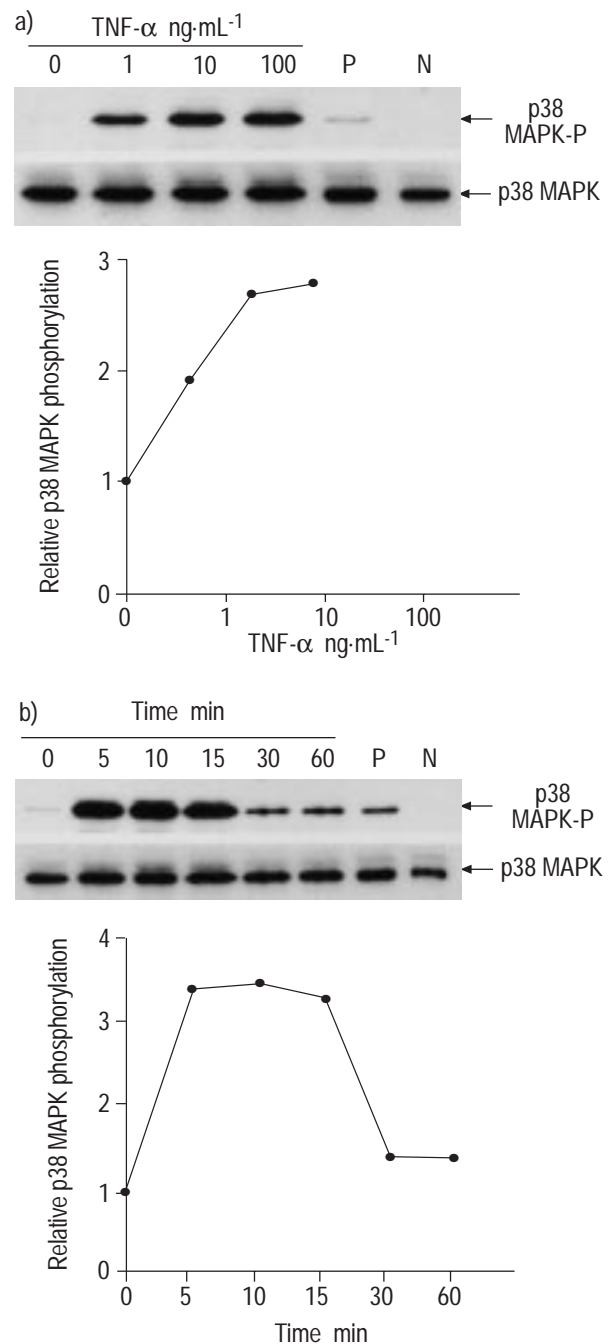 a)
TNF-α ng·mL-1
0 1 10 100 P N
p38
MAPK-P
p38 MAPK
3
2
1
0
Relative p38 MAPK phosphorylation
0 1 10 100
TNF-α ng·mL-1
b)
Time min
0 5 10 15 30 60 P N
p38
MAPK-P
p38 MAPK
4
3
2
1
0
Relative p38 MAPK phosphorylation
0 5 10 15 30 60
Time min